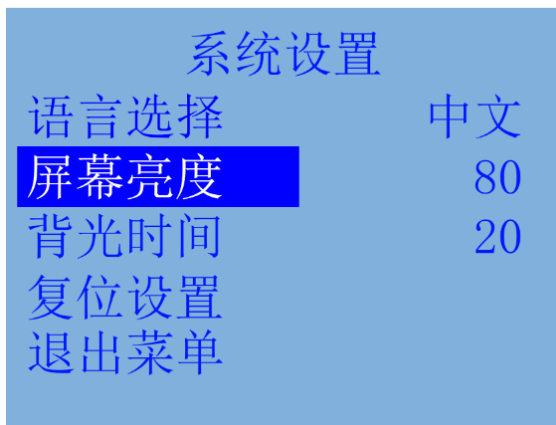 系统设置
语言选择 中文
屏幕亮度 80
背光时间 20
复位设置
退出菜单